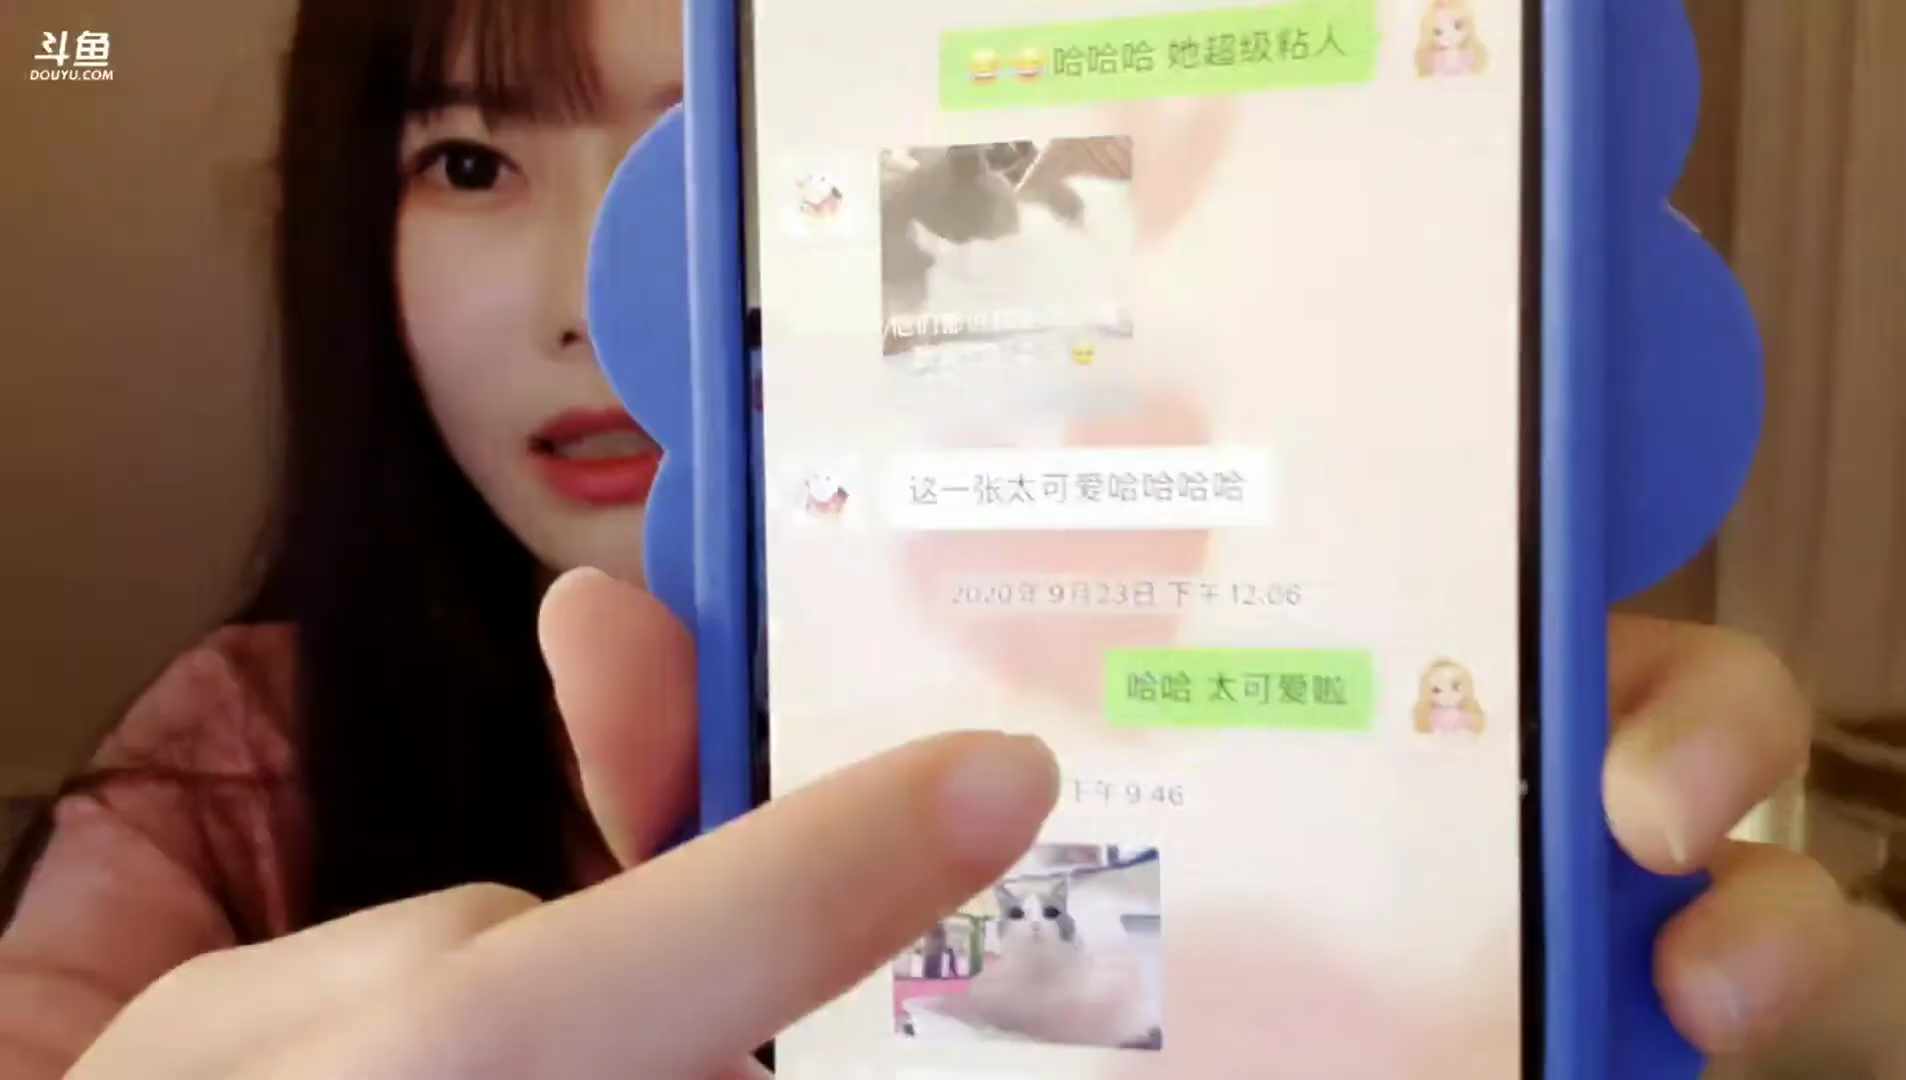 斗鱼
DOUYU.COM
哈哈哈 她超级粘人
这一张太可爱哈哈哈哈
2020年9月23日 下午12:06
哈哈 太可爱啦
下午9:46